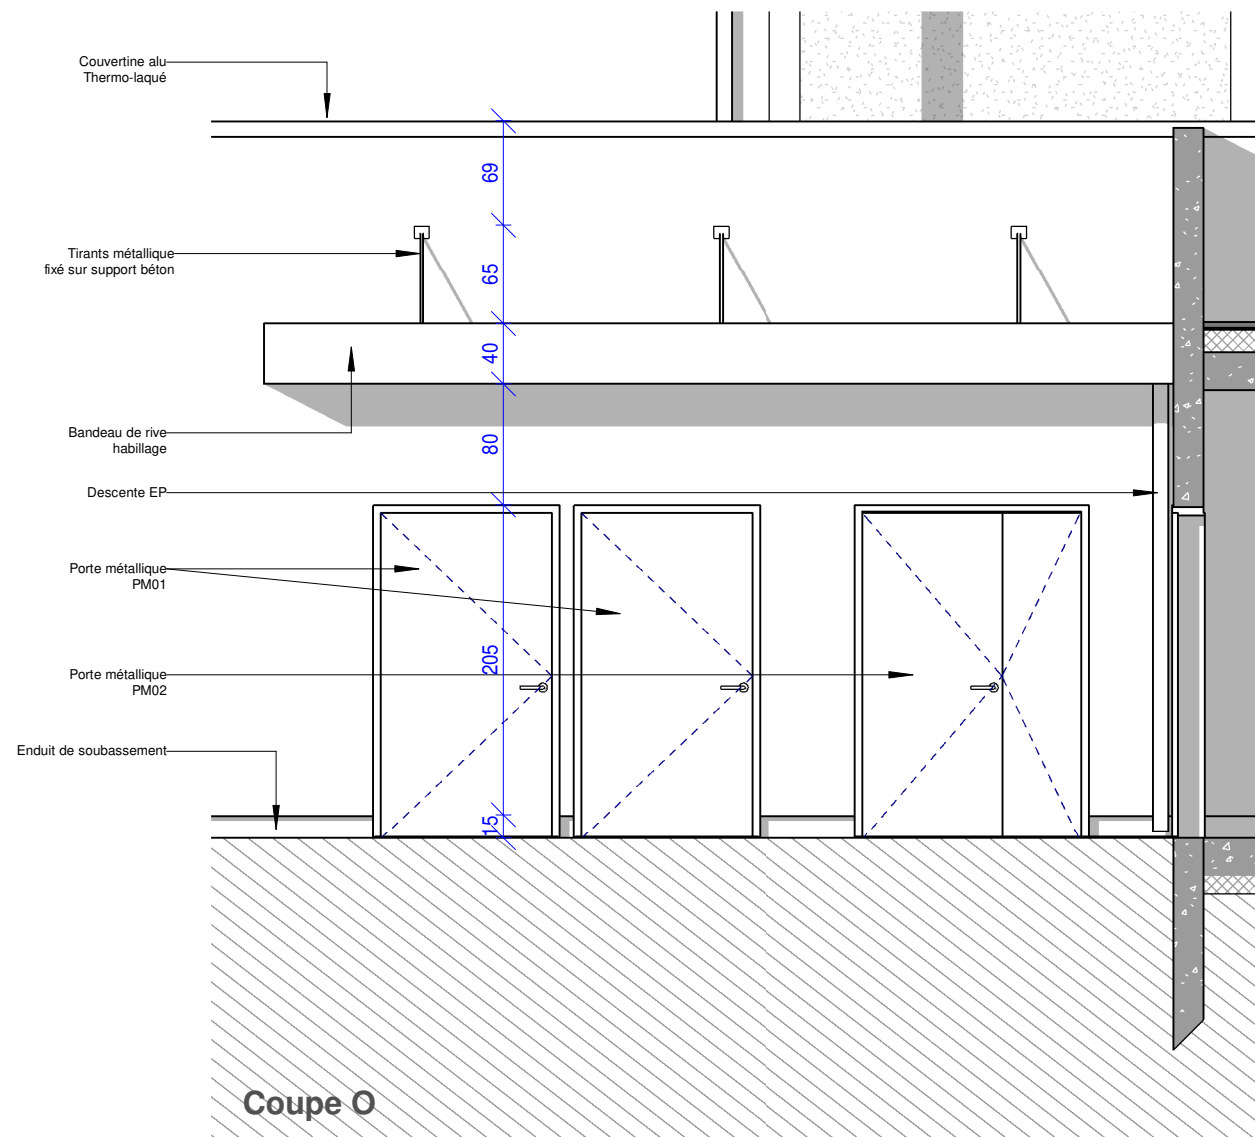 Couvertine alu
Thermo-laqué
69
Tirants métallique
fixé sur support béton
65
40
Bandeau de rive
habillage
80
Descente EP
Porte métallique
PM01
205
Porte métallique
PM02
Enduit de soubassement
15
Coupe O